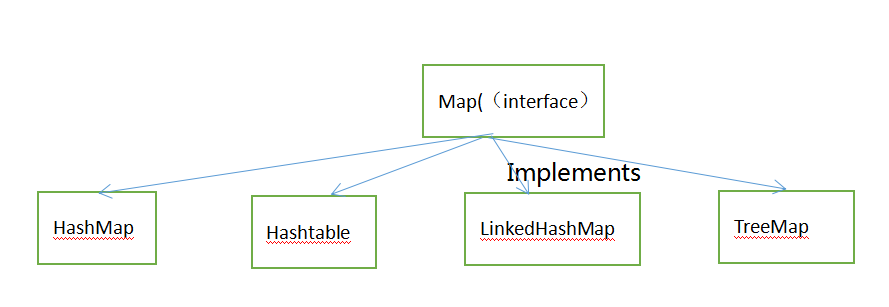 Map(（interface）
Implements
HashMap
Hashtable
LinkedHashMap
TreeMap